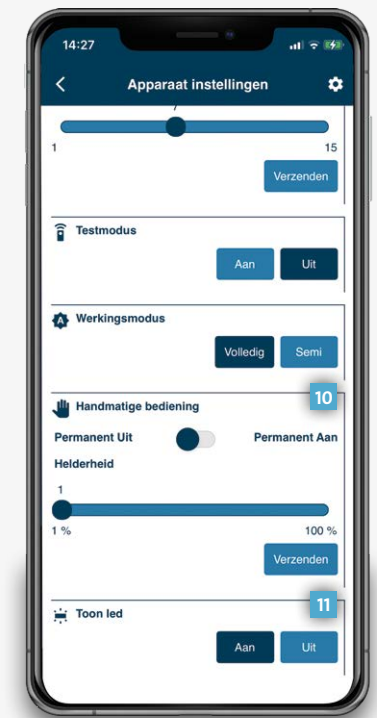 14:27
Apparaat instellingen
7
1 15
Verzenden
Testmodus
Aan Uit
Werkingsmodus
Volledig Semi
10
Handmatige bediening
Permanent Uit Permanent Aan
Helderheid
1
1 % 100 %
Verzenden
11
Toon led
Aan Uit